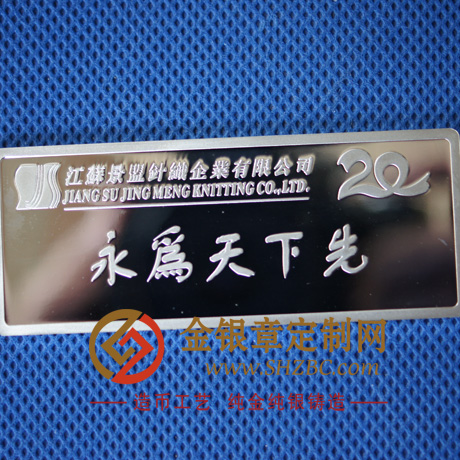 江蘇景盟針織企業有限公司
JIANG SU JING MENG KNITTING CO.,LTD.
20
永爲天下先
金银章定制网
WWW.SHZBC.COM
造币工艺 纯金纯银铸造